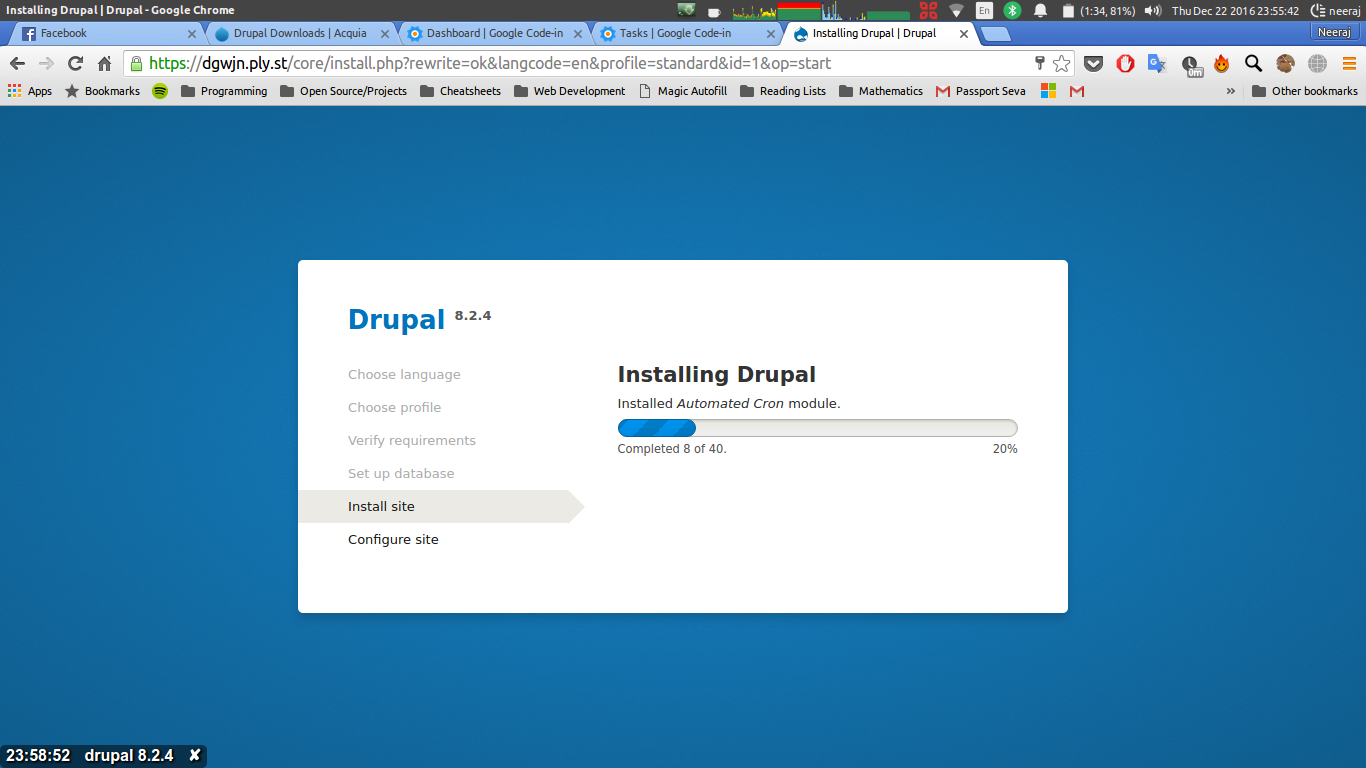 Installing Drupal | Drupal - Google Chrome
En
(1:34, 81%)
Thu Dec 22 2016 23:55:42
neeraj
Facebook
Drupal Downloads | Acquia
Dashboard | Google Code-in
Tasks | Google Code-in
Installing Drupal | Drupal
Neeraj
https://dgwjn.ply.st/core/install.php?rewrite=ok&langcode=en&profile=standard&id=1&op=start
0m
Apps
Bookmarks
Programming
Open Source/Projects
Cheatsheets
Web Development
Magic Autofill
Reading Lists
Mathematics
Passport Seva
»
Other bookmarks
Drupal 8.2.4
Choose language
Choose profile
Verify requirements
Set up database
Install site
Configure site
Installing Drupal
Installed Automated Cron module.
Completed 8 of 40.
20%
23:58:52 drupal 8.2.4 ✘